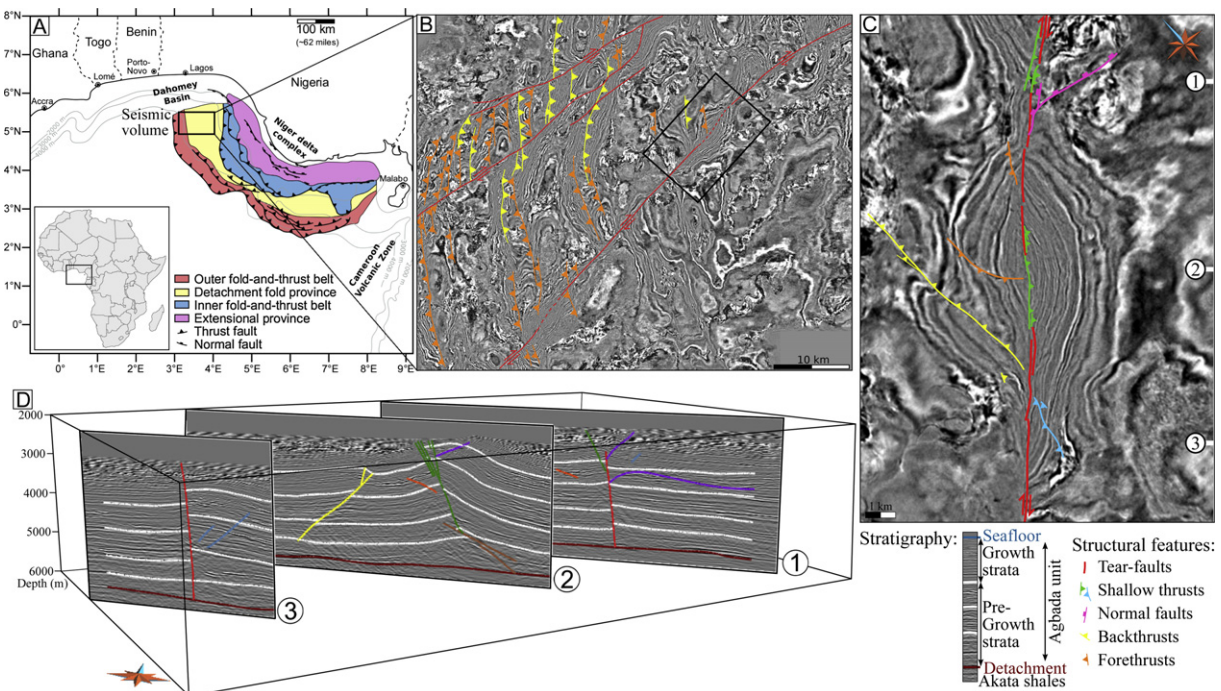 A
8°N
7°N
6°N
5°N
4°N
3°N
2°N
1°N
0°
0°
1°E
2°E
3°E
4°E
5°E
6°E
7°E
8°E
9°E
100 km
(~62 miles)
Ghana
Togo
Benin
Nigeria
Porto-
Novo
Lagos
Lomé
Accra
Dahomey
Basin
Seismic
volume
Niger delta
complex
Malabo
Cameroon
Volcanic Zone
Outer fold-and-thrust belt
Detachment fold province
Inner fold-and-thrust belt
Extensional province
Thrust fault
Normal fault
B
10 km
C
1
2
3
1 km
D
2000
3000
4000
5000
6000
Depth (m)
3
2
1
Stratigraphy:
Seafloor
Growth
strata
Pre-
Growth
strata
Agbada unit
Detachment
Akata shales
Structural features:
Tear-faults
Shallow thrusts
Normal faults
Backthrusts
Forethrusts